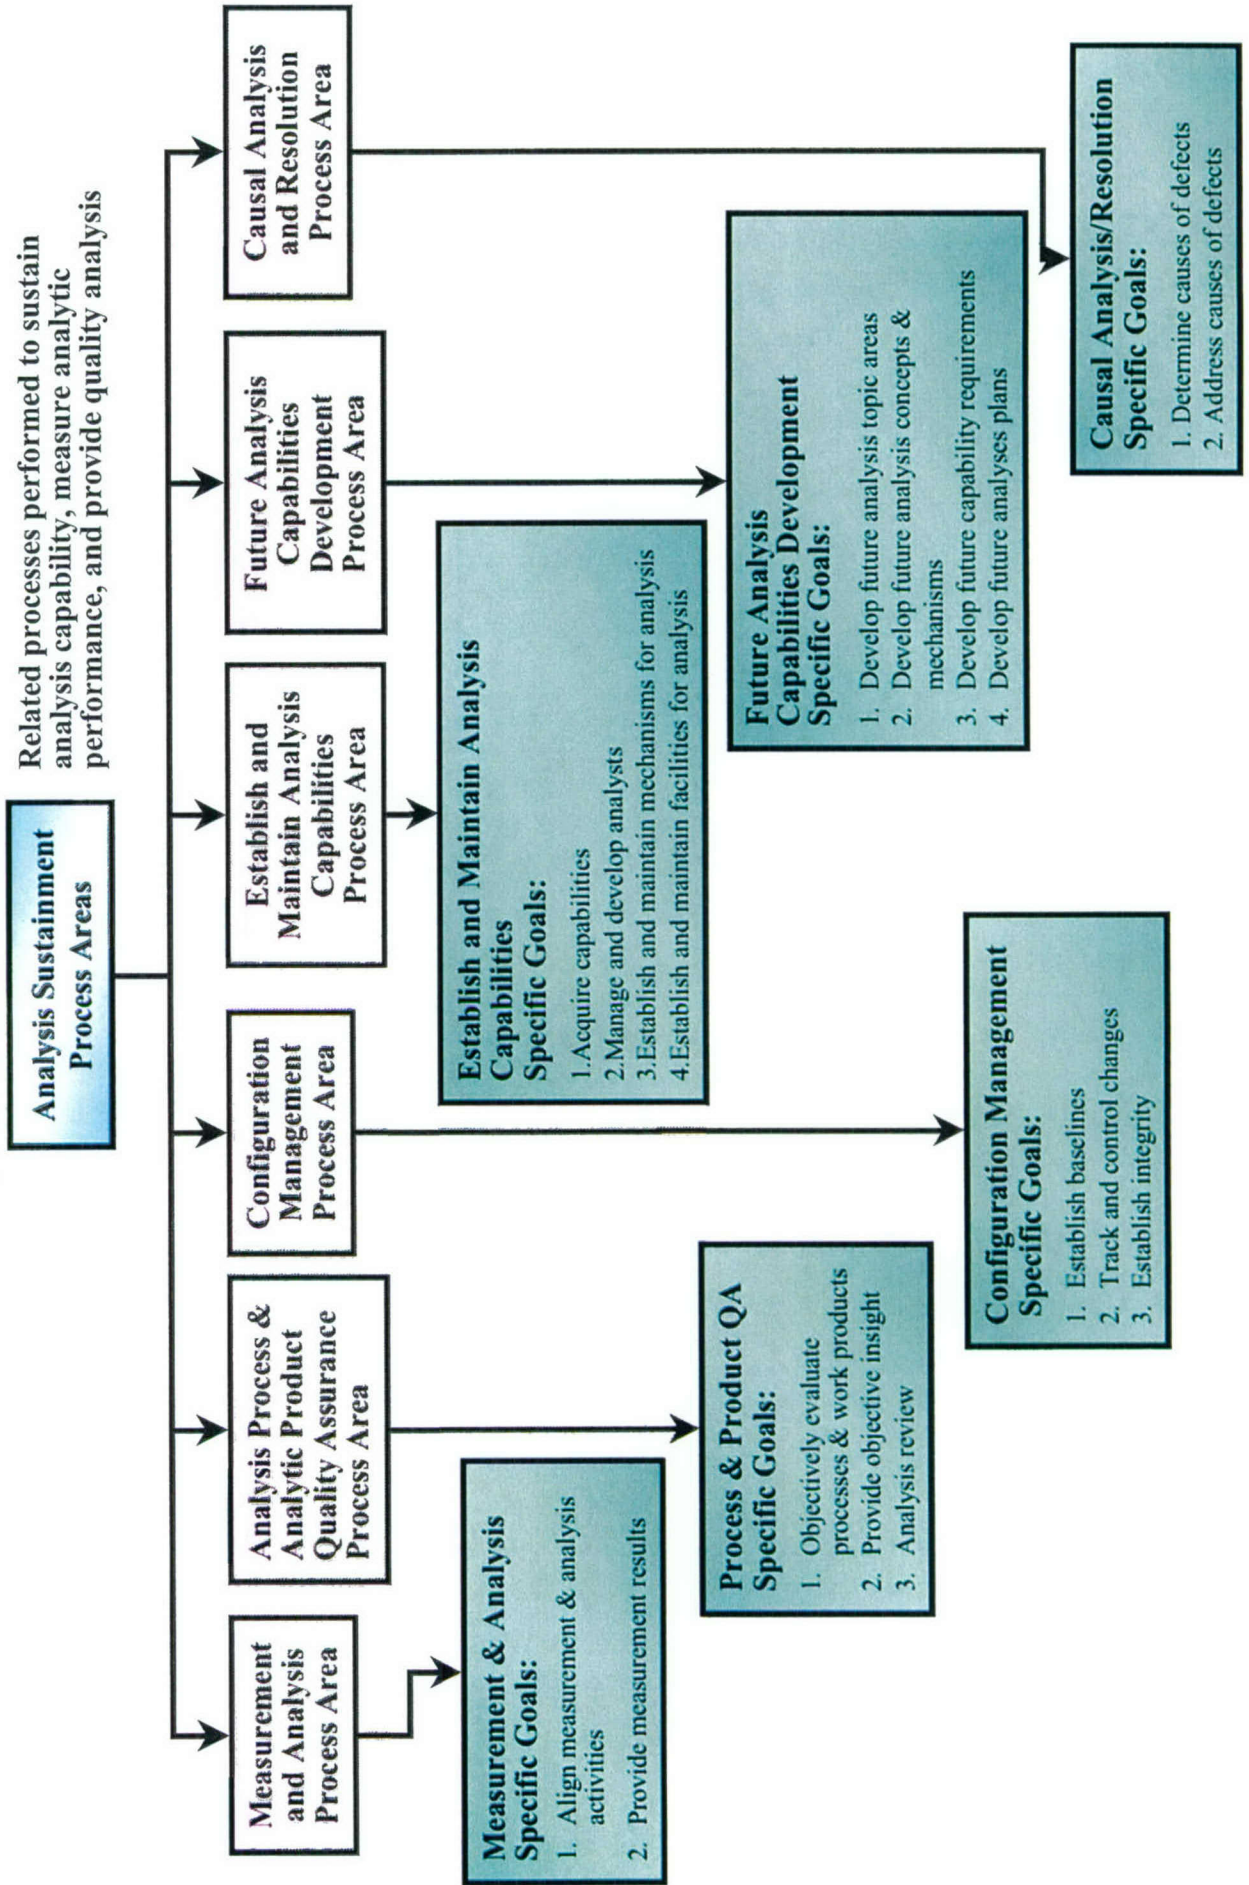 Analysis Sustainment
Process Areas
Related processes performed to sustain
analysis capability, measure analytic
performance, and provide quality analysis
Measurement
and Analysis
Process Area
Analysis Process &
Analytic Product
Quality Assurance
Process Area
Configuration
Management
Process Area
Establish and
Maintain Analysis
Capabilities
Process Area
Future Analysis
Capabilities
Development
Process Area
Causal Analysis
and Resolution
Process Area
Measurement & Analysis
Specific Goals:
1. Align measurement & analysis
activities
2. Provide measurement results
Process & Product QA
Specific Goals:
1. Objectively evaluate
processes & work products
2. Provide objective insight
3. Analysis review
Configuration Management
Specific Goals:
1. Establish baselines
2. Track and control changes
3. Establish integrity
Establish and Maintain Analysis
Capabilities
Specific Goals:
1.Acquire capabilities
2.Manage and develop analysts
3.Establish and maintain mechanisms for analysis
4.Establish and maintain facilities for analysis
Future Analysis
Capabilities Development
Specific Goals:
1. Develop future analysis topic areas
2. Develop future analysis concepts &
mechanisms
3. Develop future capability requirements
4. Develop future analyses plans
Causal Analysis/Resolution
Specific Goals:
1. Determine causes of defects
2. Address causes of defects